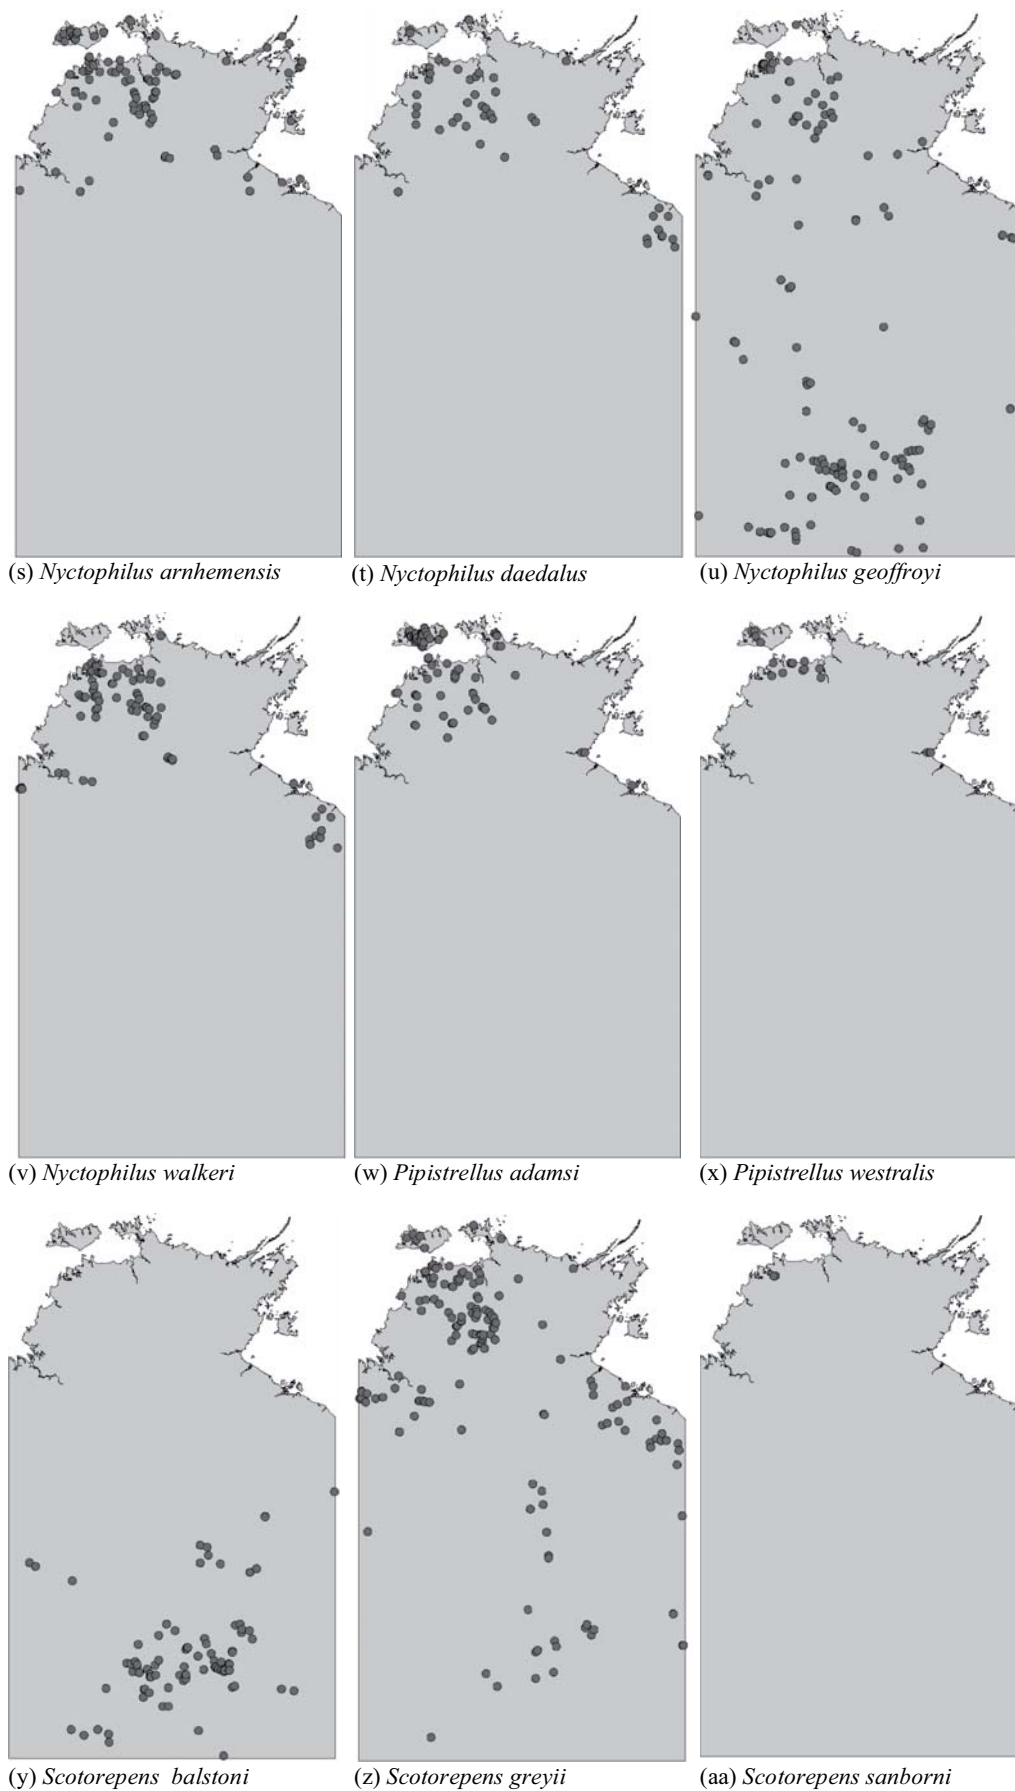 (s) Nyctophilus arnhemensis
(t) Nyctophilus daedalus
(u) Nyctophilus geoffroyi
(v) Nyctophilus walkeri
(w) Pipistrellus adamsi
(x) Pipistrellus westralis
(y) Scotorepens balstoni
(z) Scotorepens greyii
(aa) Scotorepens sanborni